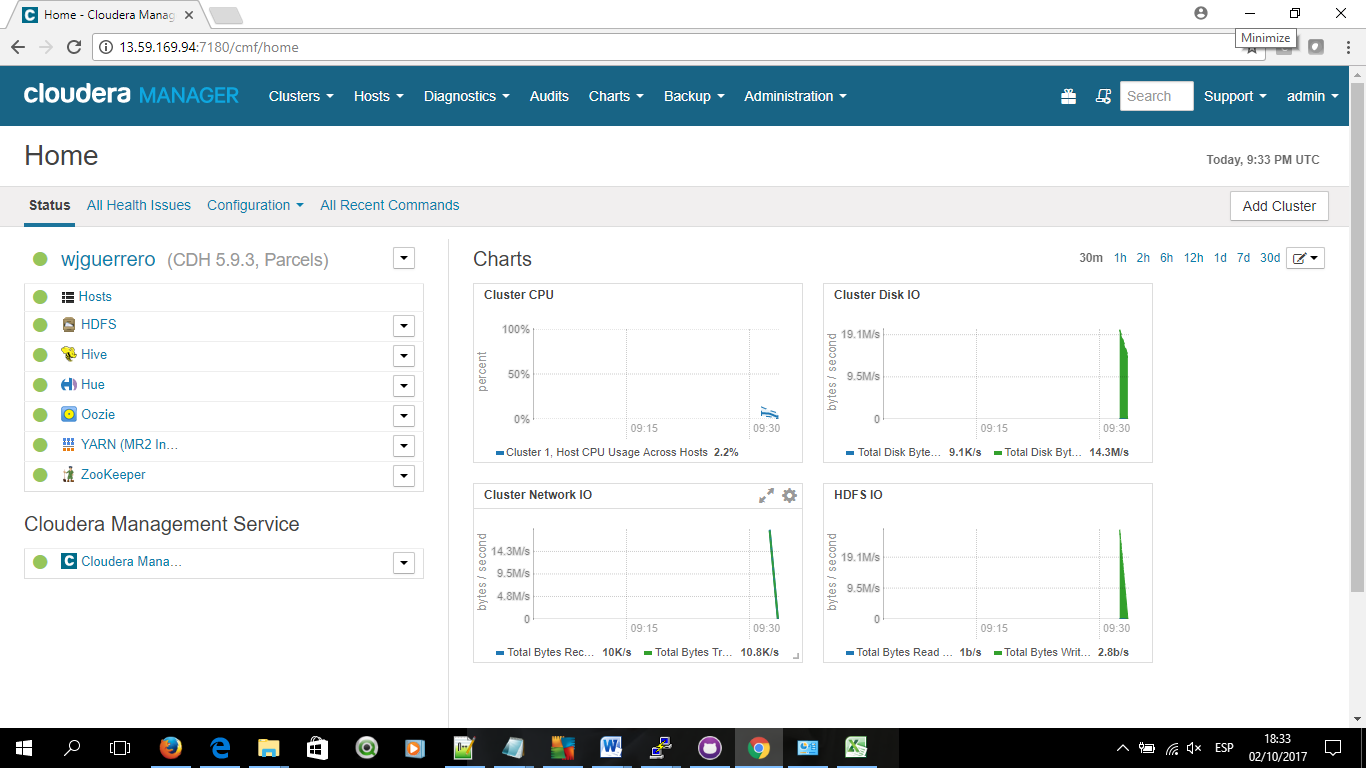 Home - Cloudera Manag
Minimize
13.59.169.94:7180/cmf/home
cloudera MANAGER
Clusters
Hosts
Diagnostics
Audits
Charts
Backup
Administration
Search
Support
admin
Home
Today, 9:33 PM UTC
Status
All Health Issues
Configuration
All Recent Commands
Add Cluster
wjguerrero (CDH 5.9.3, Parcels)
Hosts
HDFS
Hive
Hue
Oozie
YARN (MR2 In...
ZooKeeper
Cloudera Management Service
C Cloudera Mana...
Charts
30m 1h 2h 6h 12h 1d 7d 30d
Cluster CPU
percent
100%
50%
0%
09:15
09:30
Cluster 1, Host CPU Usage Across Hosts 2.2%
Cluster Disk IO
bytes / second
19.1M/s
9.5M/s
0
09:15
09:30
Total Disk Byte... 9.1K/s
Total Disk Byt... 14.3M/s
Cluster Network IO
bytes / second
14.3M/s
9.5M/s
4.8M/s
0
09:15
09:30
Total Bytes Rec... 10K/s
Total Bytes Tr... 10.8K/s
HDFS IO
bytes / second
19.1M/s
9.5M/s
0
09:15
09:30
Total Bytes Read ... 1b/s
Total Bytes Writ... 2.8b/s
ESP
18:33
02/10/2017